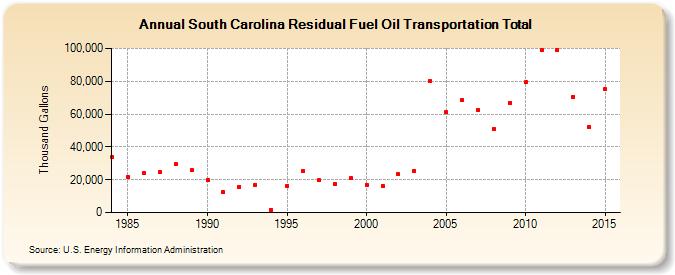 Annual South Carolina Residual Fuel Oil Transportation Total
Thousand Gallons
100,000
80,000
60,000
40,000
20,000
0
1985 1990 1995 2000 2005 2010 2015
Source: U.S. Energy Information Administration